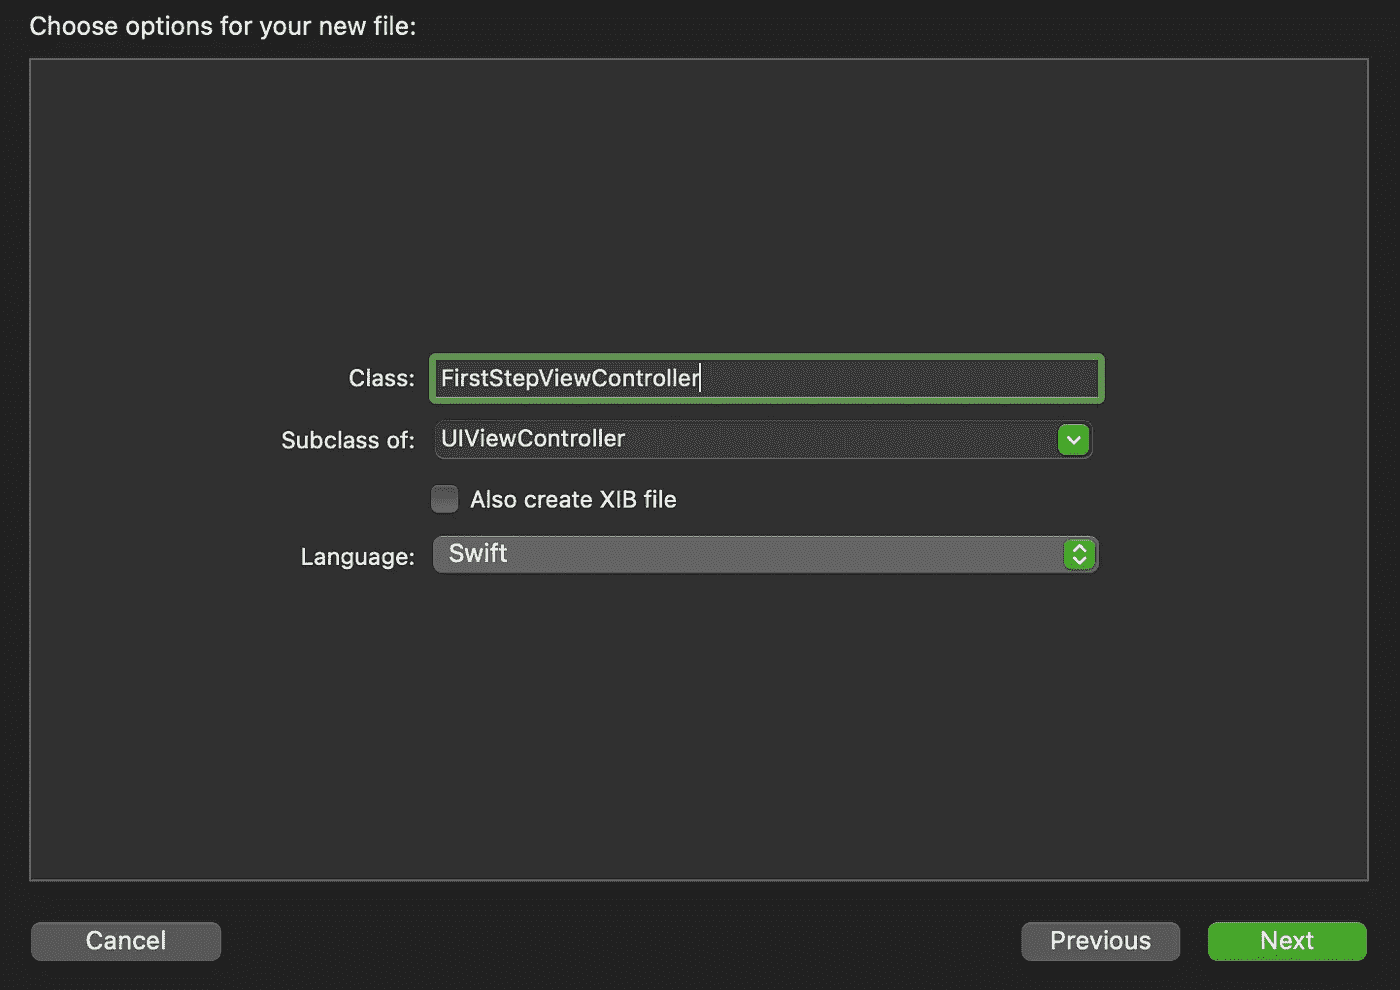 Choose options for your new file:
Class: FirstStepViewController
Subclass of: UIViewController
Also create XIB file
Language: Swift
Cancel Previous Next